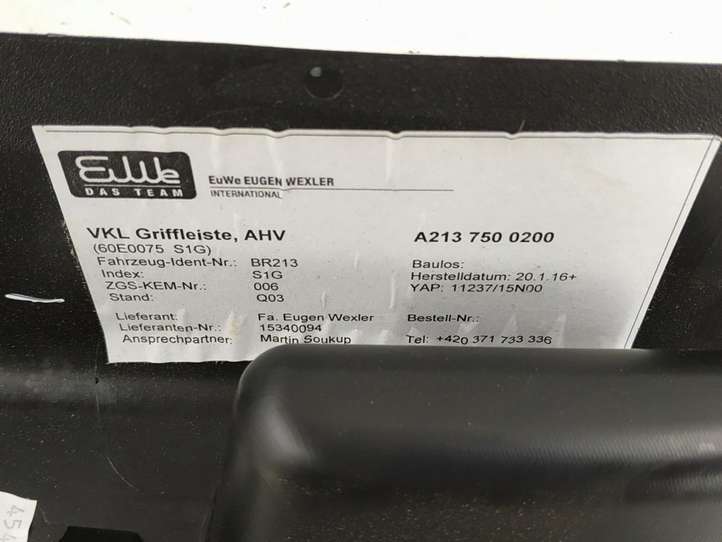 EuWe
DAS TEAM
EuWe EUGEN WEXLER
INTERNATIONAL
VKL Griffleiste, AHV A213 750 0200
(60E0075 S1G)
Fahrzeug-Ident-Nr.: BR213 Baulos:
Index: S1G Herstelldatum: 20.1.16+
ZGS-KEM-Nr.: 006 YAP: 11237/15N00
Stand: Q03
Lieferant: Fa. Eugen Wexler Bestell-Nr.:
Lieferanten-Nr.: 15340094
Ansprechpartner: Martin Soukup Tel: +420 371 733 336